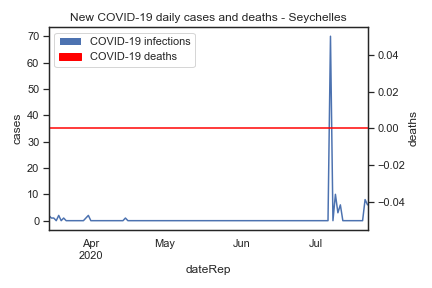 New COVID-19 daily cases and deaths - Seychelles
COVID-19 infections
COVID-19 deaths
70
60
50
40
30
20
10
0
cases
0.04
0.02
0.00
−0.02
−0.04
deaths
Apr
2020
May
Jun
Jul
dateRep